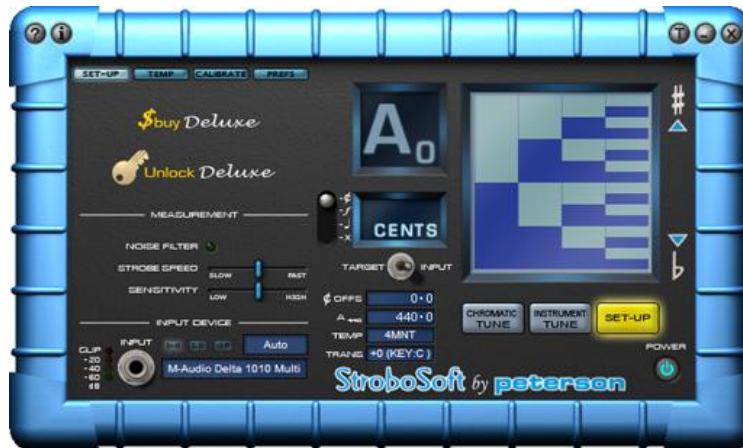 ? i T - X
SET-UP TEMP CALIBRATE PREFS
$buy Deluxe
Unlock Deluxe
A0
MEASUREMENT
CENTS
NOISE FILTER
TARGET INPUT
STROBE SPEED SLOW FAST
SENSITIVITY LOW HIGH
¢ OFFS 0·0
A 440·0
INPUT DEVICE
TEMP 4MNT
TRANS +0 (KEY:C )
INPUT Auto
CLIP
-20
-40
-60
dB
M-Audio Delta 1010 Multi
CHROMATIC TUNE
INSTRUMENT TUNE
SET-UP
POWER
StroboSoft by peterson